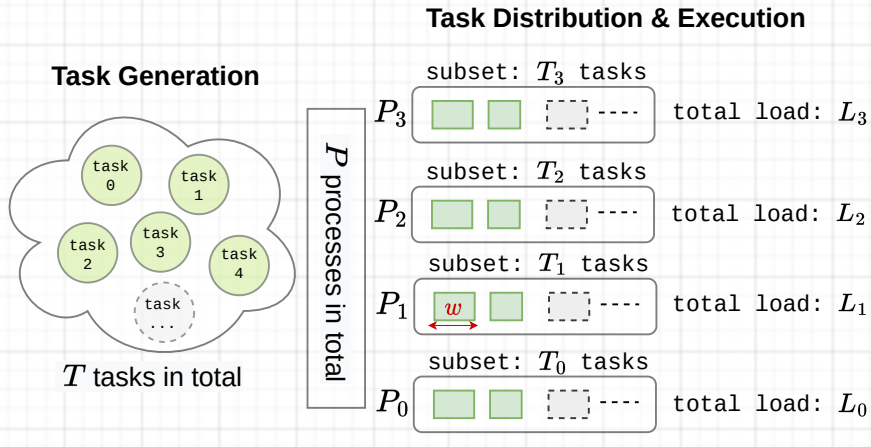 Task Distribution & Execution
Task Generation
task
0
task
1
task
2
task
3
task
4
task
...
T tasks in total
P processes in total
subset: T₃ tasks
P₃
total load: L₃
subset: T₂ tasks
P₂
total load: L₂
subset: T₁ tasks
P₁
w
total load: L₁
subset: T₀ tasks
P₀
total load: L₀